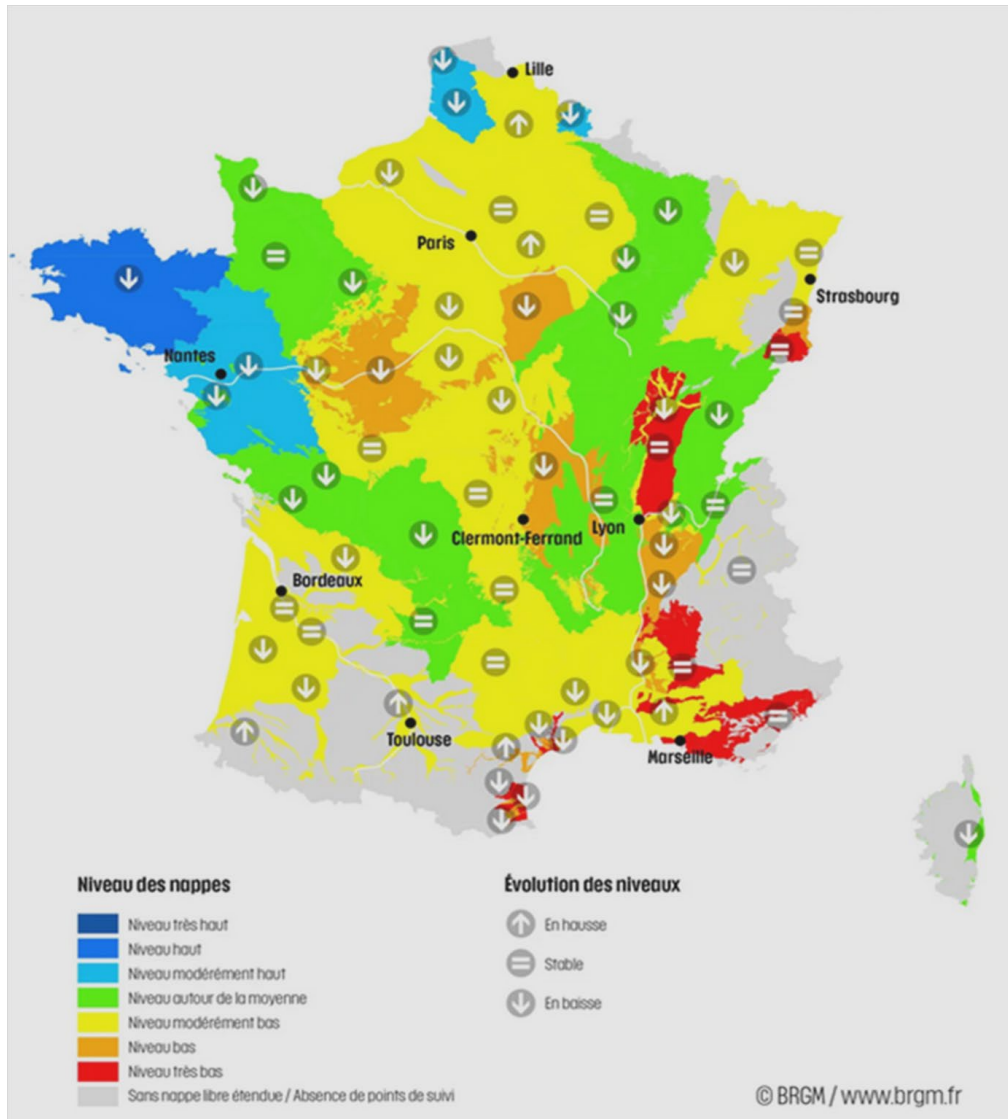 Lille
Paris
Strasbourg
Nantes
Clermont-Ferrand
Lyon
Bordeaux
Toulouse
Marseille
Niveau des nappes
Niveau très haut
Niveau haut
Niveau modérément haut
Niveau autour de la moyenne
Niveau modérément bas
Niveau bas
Niveau très bas
Sans nappe libre étendue / Absence de points de suivi
Évolution des niveaux
En hausse
Stable
En baisse
© BRGM / www.brgm.fr